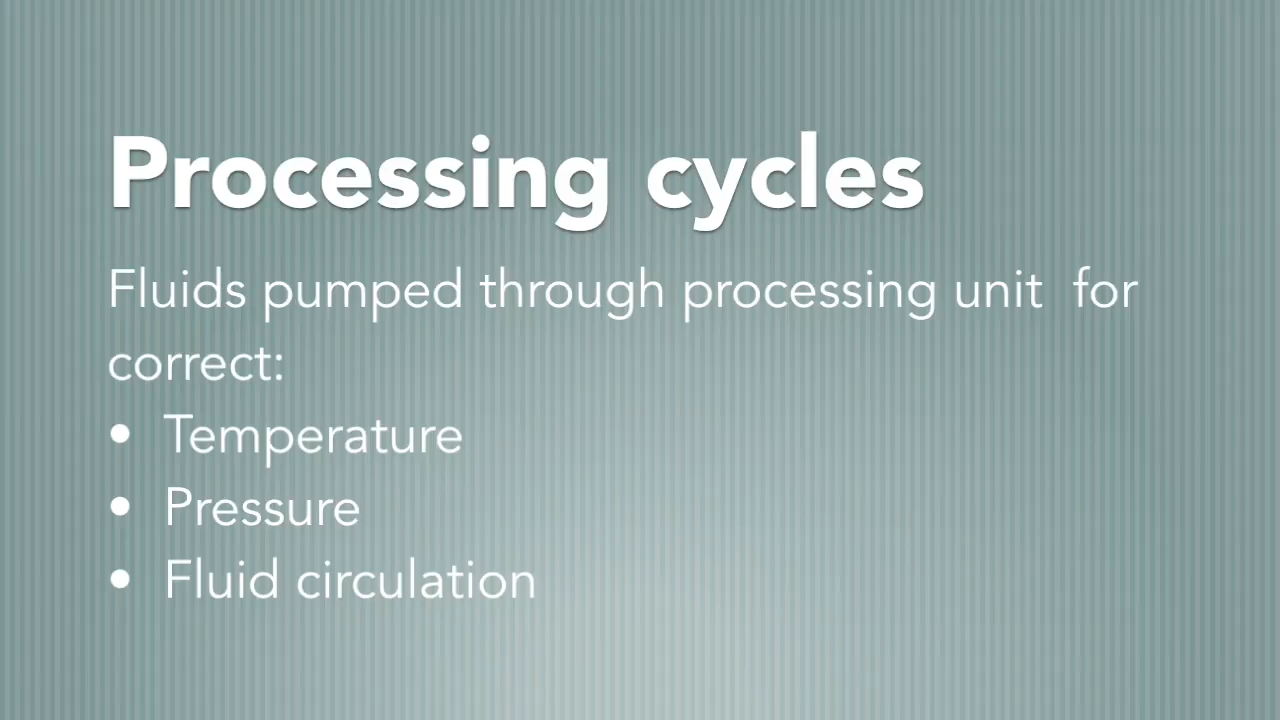 Processing cycles
Fluids pumped through processing unit  for
correct:
• Temperature
• Pressure
• Fluid circulation